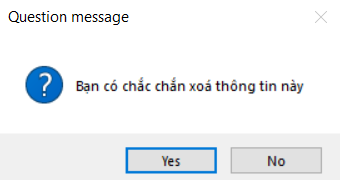 Question message
Bạn có chắc chắn xoá thông tin này
Yes
No